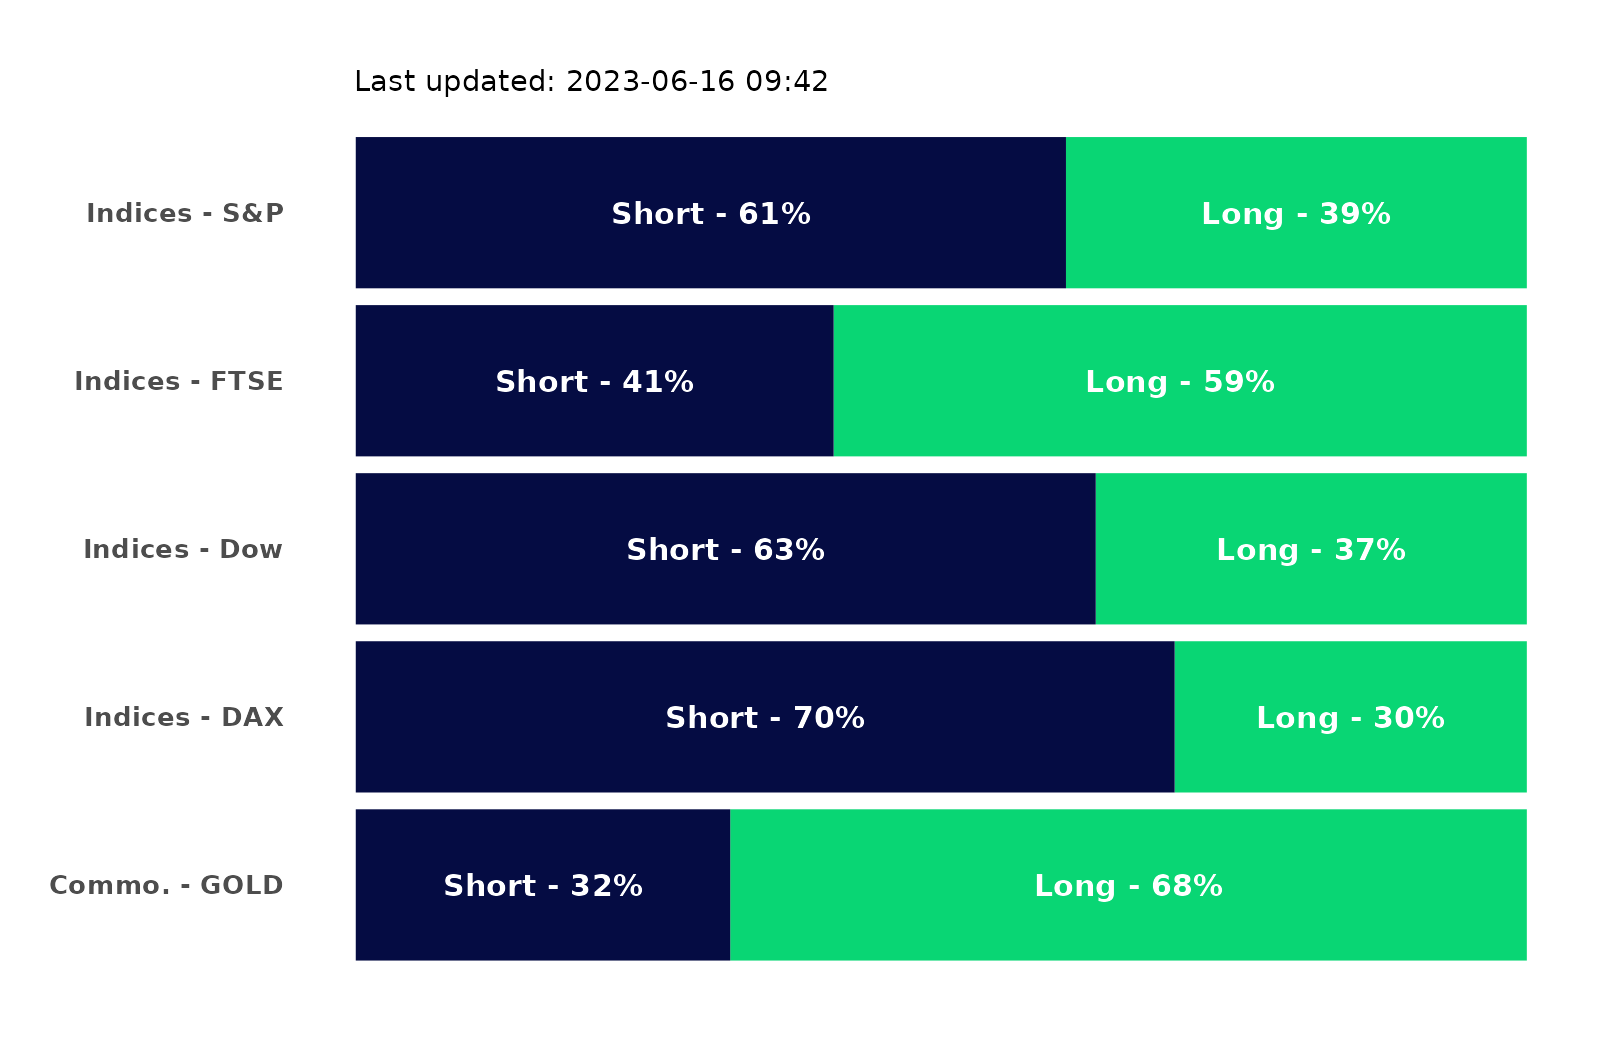 Last updated: 2023-06-16 09:42
Indices - S&P Short - 61% Long - 39%
Indices - FTSE Short - 41% Long - 59%
Indices - Dow Short - 63% Long - 37%
Indices - DAX Short - 70% Long - 30%
Commo. - GOLD Short - 32% Long - 68%